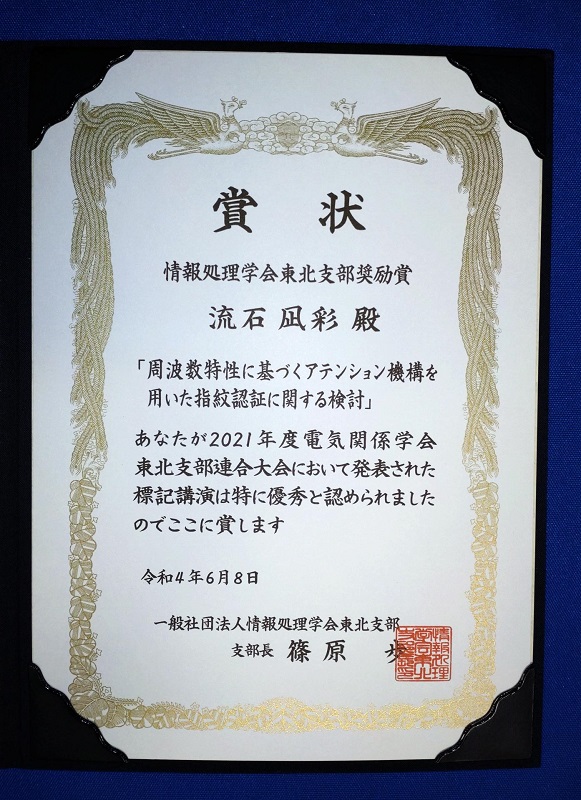 賞 状
情報処理学会東北支部奨励賞
流石 凪彩 殿
「周波数特性に基づくアテンション機構を
用いた指紋認証に関する検討」
あなたが2021年度電気関係学会
東北支部連合大会において発表された
標記講演は特に優秀と認められました
のでここに賞します
令和4年6月8日
一般社団法人情報処理学会東北支部
支部長 篠原 歩